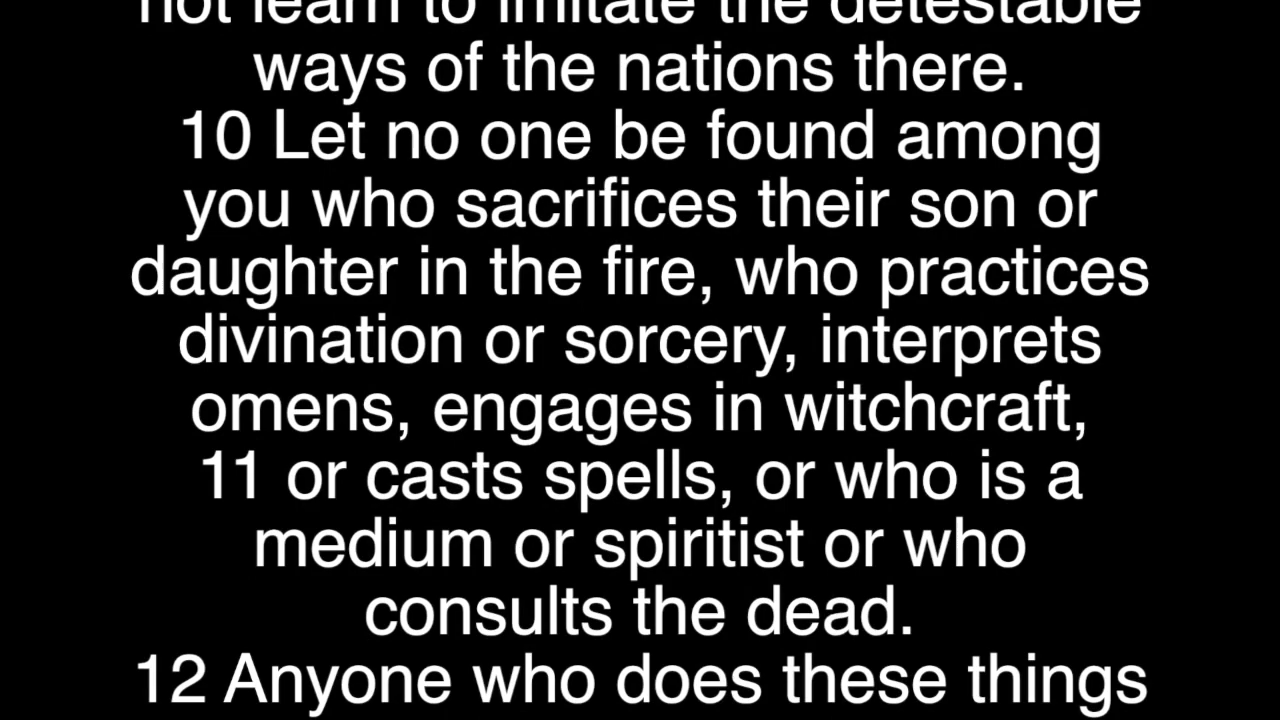 not learn to imitate the detestable
ways of the nations there.
10 Let no one be found among
you who sacrifices their son or
daughter in the fire, who practices
divination or sorcery, interprets
omens, engages in witchcraft,
11 or casts spells, or who is a
medium or spiritist or who
consults the dead.
12 Anyone who does these things